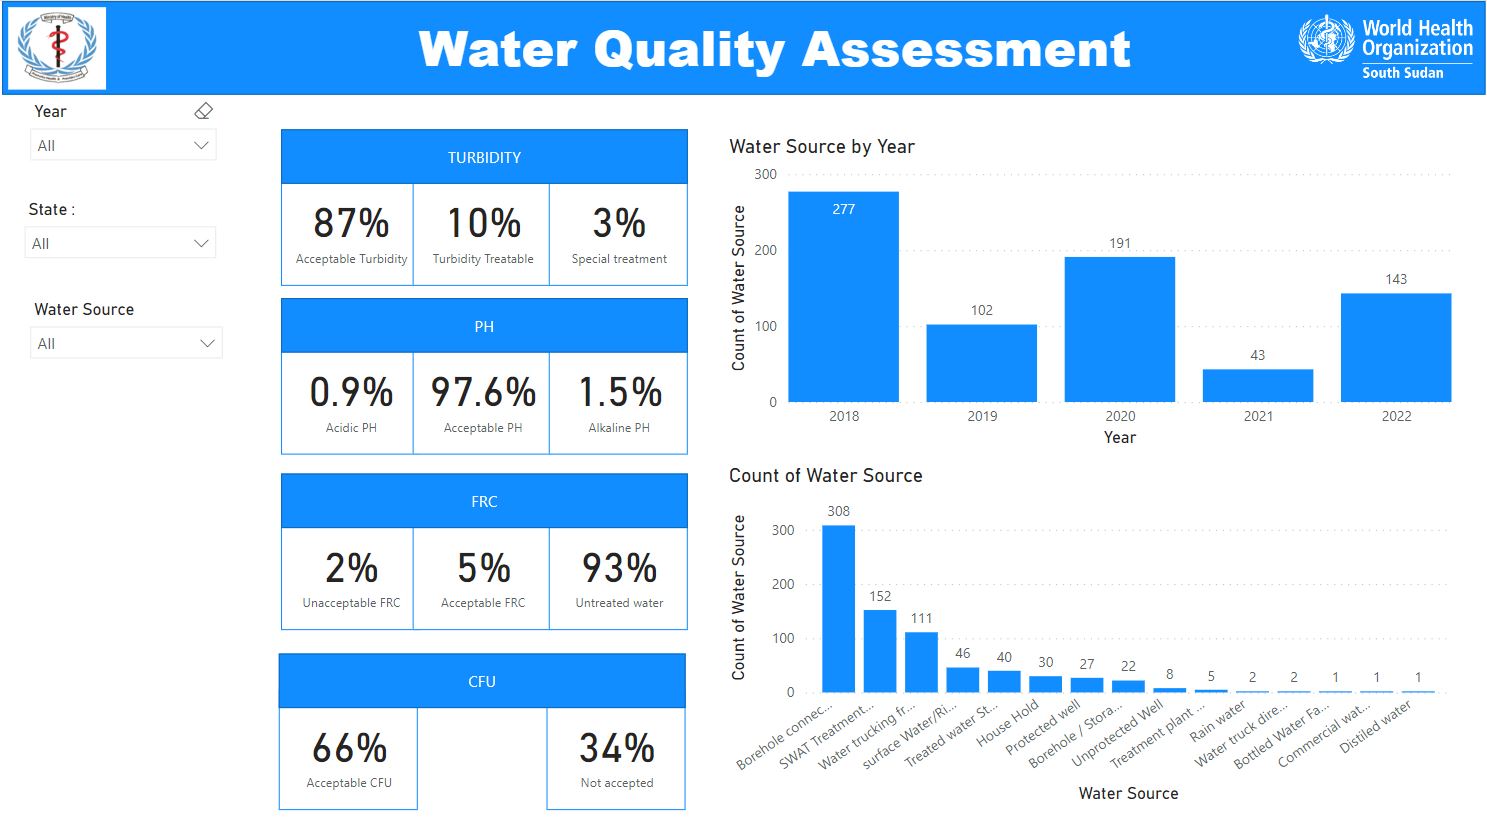 Ministry of Health
Water Quality Assessment
World Health
Organization
South Sudan
Year
All
State :
All
Water Source
All
TURBIDITY
87% 10% 3%
Acceptable Turbidity Turbidity Treatable Special treatment
PH
0.9% 97.6% 1.5%
Acidic PH Acceptable PH Alkaline PH
FRC
2% 5% 93%
Unacceptable FRC Acceptable FRC Untreated water
CFU
66% 34%
Acceptable CFU Not accepted
Water Source by Year
Count of Water Source
300
200
100
0
277
102
191
43
143
2018 2019 2020 2021 2022
Year
Count of Water Source
Count of Water Source
300
200
100
0
308
152
111
46
40
30
27
22
8
5
2
2
1
1
1
Borehole connec...
SWAT Treatment...
Water trucking fr...
surface Water/Ri...
Treated water St...
House Hold
Protected well
Borehole / Stora...
Unprotected Well
Treatment plant ...
Rain water
Water truck dire...
Bottled Water Fa...
Commercial wat...
Distiled water
Water Source